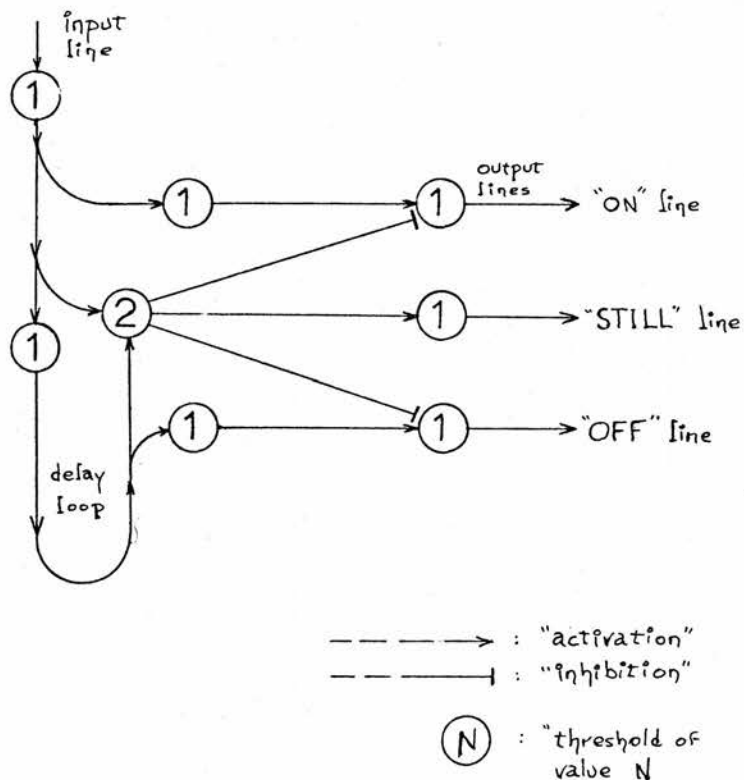 input
line
1
1
1
output
lines
"ON" line
2
1
"STILL" line
1
1
1
"OFF" line
delay
loop
: "activation"
: "inhibition"
N : "threshold of
value N